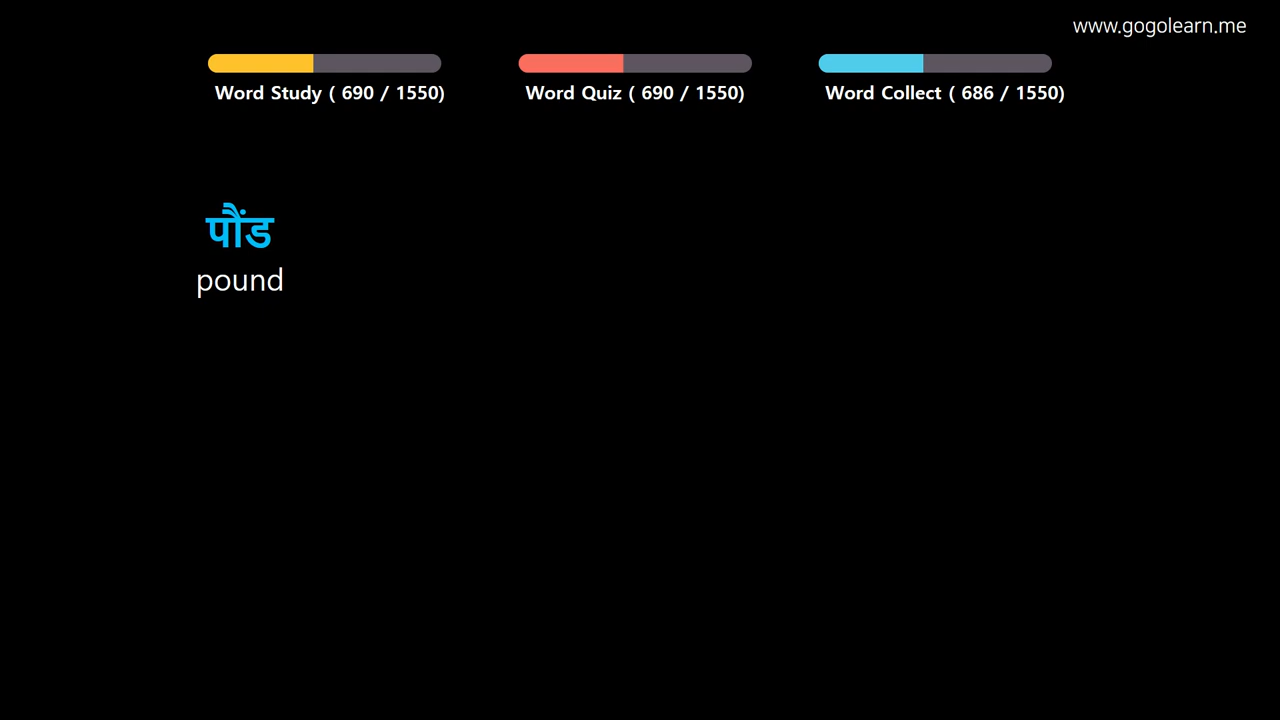 www.gogolearn.me
Word Study ( 690 / 1550)
Word Quiz ( 690 / 1550)
Word Collect ( 686 / 1550)
पौंड
pound